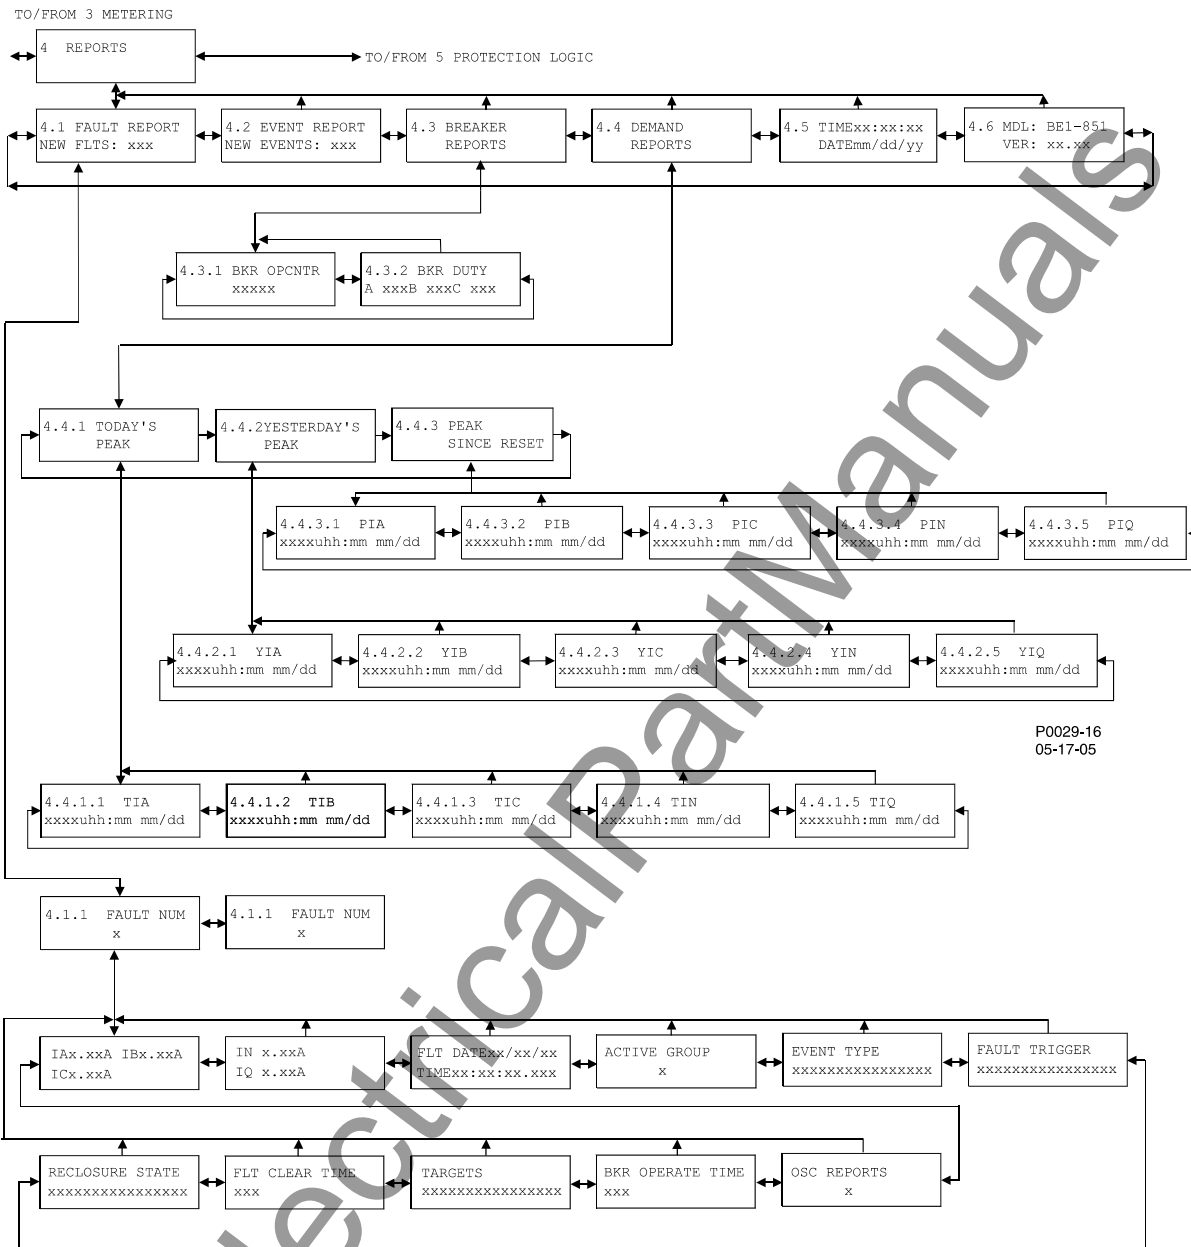 TO/FROM 3 METERING
4 REPORTS
TO/FROM 5 PROTECTION LOGIC
4.1 FAULT REPORT
NEW FLTS: xxx
4.2 EVENT REPORT
NEW EVENTS: xxx
4.3 BREAKER
REPORTS
4.4 DEMAND
REPORTS
4.5 TIMExx:xx:xx
DATEmm/dd/yy
4.6 MDL: BE1-851
VER: xx.xx
4.3.1 BKR OPCNTR
xxxxx
4.3.2 BKR DUTY
A xxxB xxxC xxx
4.4.1 TODAY'S
PEAK
4.4.2YESTERDAY'S
PEAK
4.4.3 PEAK
SINCE RESET
4.4.3.1 PIA
xxxxuhh:mm mm/dd
4.4.3.2 PIB
xxxxuhh:mm mm/dd
4.4.3.3 PIC
xxxxuhh:mm mm/dd
4.4.3.4 PIN
xxxxuhh:mm mm/dd
4.4.3.5 PIQ
xxxxuhh:mm mm/dd
4.4.2.1 YIA
xxxxuhh:mm mm/dd
4.4.2.2 YIB
xxxxuhh:mm mm/dd
4.4.2.3 YIC
xxxxuhh:mm mm/dd
4.4.2.4 YIN
xxxxuhh:mm mm/dd
4.4.2.5 YIQ
xxxxuhh:mm mm/dd
P0029-16
05-17-05
4.4.1.1 TIA
xxxxuhh:mm mm/dd
4.4.1.2 TIB
xxxxuhh:mm mm/dd
4.4.1.3 TIC
xxxxuhh:mm mm/dd
4.4.1.4 TIN
xxxxuhh:mm mm/dd
4.4.1.5 TIQ
xxxxuhh:mm mm/dd
4.1.1 FAULT NUM
x
4.1.1 FAULT NUM
x
IAx.xxA IBx.xxA
ICx.xxA
IN x.xxA
IQ x.xxA
FLT DATExx/xx/xx
TIMExx:xx:xx.xxx
ACTIVE GROUP
x
EVENT TYPE
xxxxxxxxxxxxxxxx
FAULT TRIGGER
xxxxxxxxxxxxxxxx
RECLOSURE STATE
xxxxxxxxxxxxxxxx
FLT CLEAR TIME
xxx
TARGETS
xxxxxxxxxxxxxxxx
BKR OPERATE TIME
xxx
OSC REPORTS
x
lectricalPartManuals